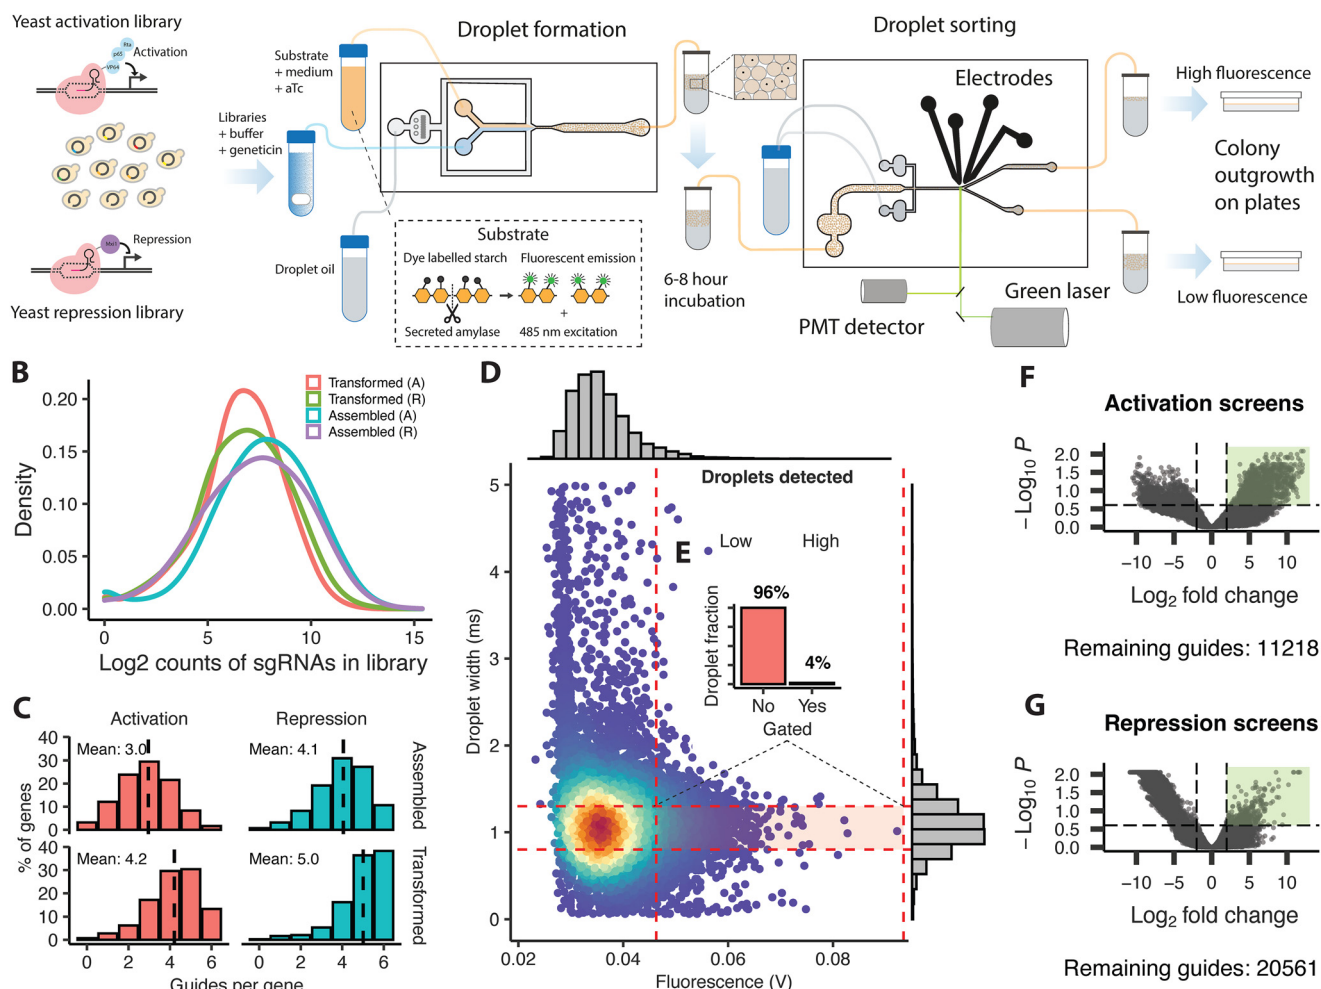 Yeast activation library
Rta
p65
VP64
Activation
Mxi1
Repression
Yeast repression library
Libraries
+ buffer
+ geneticin
Substrate
+ medium
+ aTc
Droplet oil
Droplet formation
Substrate
Dye labelled starch
Fluorescent emission
+
Secreted amylase
485 nm excitation
6-8 hour
incubation
Droplet sorting
Electrodes
PMT detector
Green laser
High fluorescence
Colony
outgrowth
on plates
Low fluorescence
B
Density
0.20
0.15
0.10
0.05
0.00
0
5
10
15
Log2 counts of sgRNAs in library
Transformed (A)
Transformed (R)
Assembled (A)
Assembled (R)
C
Activation
Repression
% of genes
40
30
20
10
0
Mean: 3.0
Mean: 4.1
Assembled
40
30
20
10
0
Mean: 4.2
Mean: 5.0
Transformed
0
2
4
6
0
2
4
6
Guides per gene
D
Droplets detected
Droplet width (ms)
5
4
3
2
1
0
0.02
0.04
0.06
0.08
Fluorescence (V)
E
Low
High
Droplet fraction
96%
4%
No
Yes
Gated
F
Activation screens
− Log10 P
2.0
1.5
1.0
0.5
0.0
−10
−5
0
5
10
Log2 fold change
Remaining guides: 11218
G
Repression screens
− Log10 P
2.0
1.5
1.0
0.5
0.0
−10
−5
0
5
10
Log2 fold change
Remaining guides: 20561